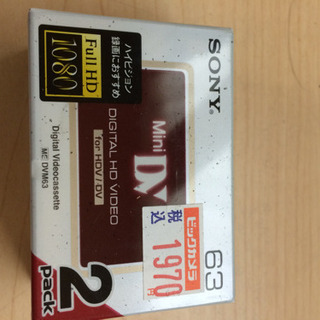 SONY
63
ハイビジョン
録画におすすめ
Full HD
1080
Mini
DV
DIGITAL HD VIDEO
for HDV/DV
Digital Videocassette
ME DVM63
2
pack
ビックカメラ
税込
1970